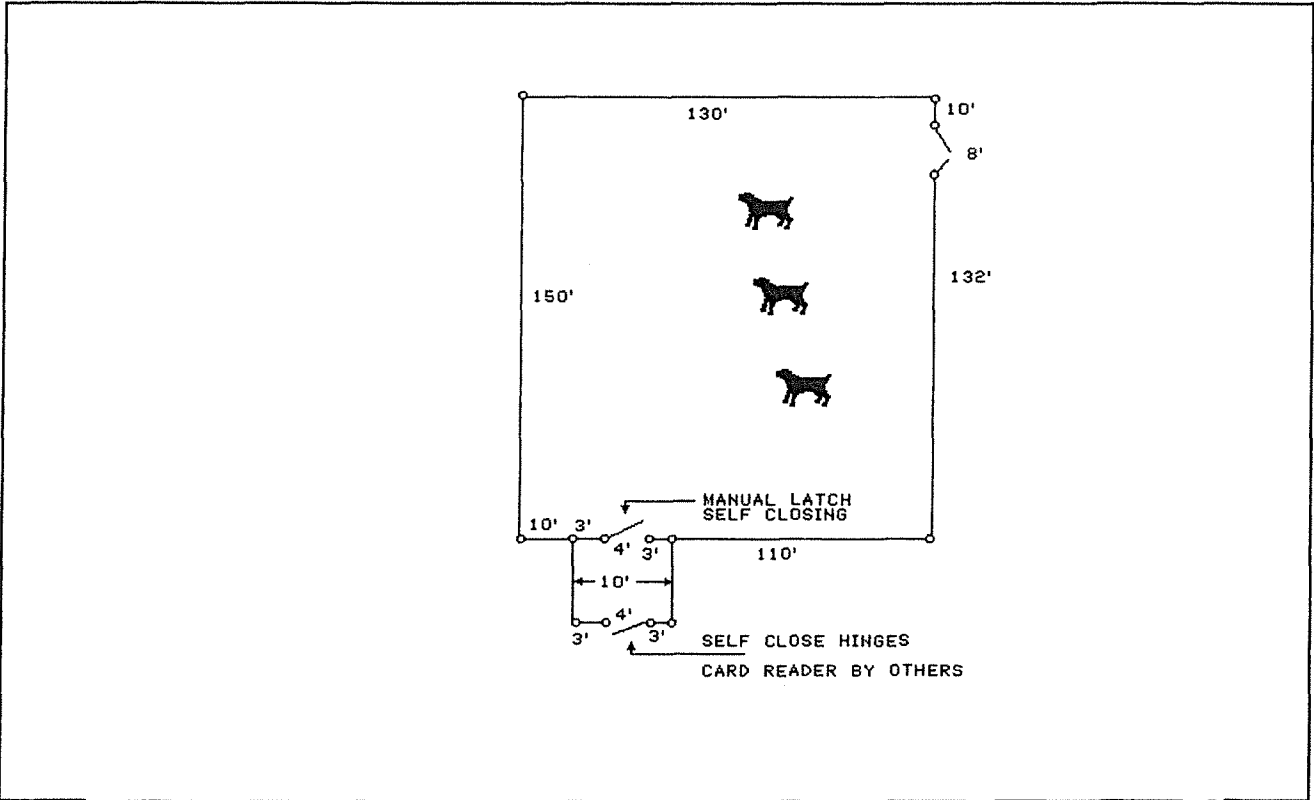 130'
10'
8'
150'
132'
MANUAL LATCH
SELF CLOSING
10' 3' 4' 3' 110'
10'
3' 4' 3'
SELF CLOSE HINGES
CARD READER BY OTHERS